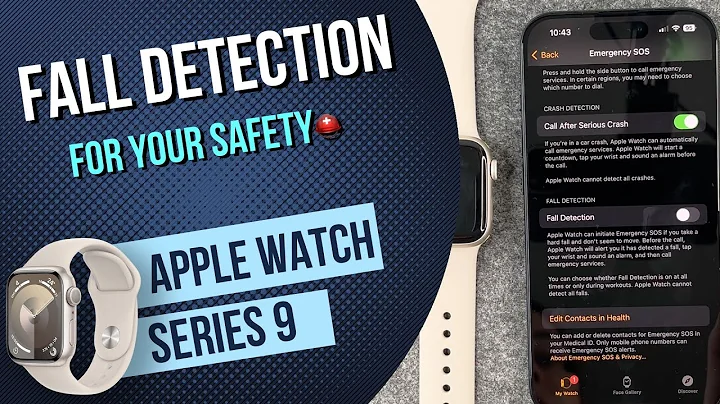 FALL DETECTION
FOR YOUR SAFETY
APPLE WATCH
SERIES 9
10:43
Back
Emergency SOS
Press and hold the side button to call emergency
services. In certain regions, you may need to choose
which number to dial.
CRASH DETECTION
Call After Serious Crash
If you're in a car crash, Apple Watch can automatically
call emergency services. Apple Watch will start a
countdown, tap your wrist and sound an alarm before
the call.
Apple Watch cannot detect all crashes.
FALL DETECTION
Fall Detection
Apple Watch can initiate Emergency SOS if you take a
hard fall and don't seem to move. Before the call,
Apple Watch will alert you it has detected a fall, tap
your wrist and sound an alarm, and then call
emergency services.
You can choose whether Fall Detection is on at all
times or only during workouts. Apple Watch cannot
detect all falls.
Edit Contacts in Health
You can add or delete contacts for Emergency SOS in
your Medical ID. Only mobile phone numbers can
receive Emergency SOS alerts.
About Emergency SOS & Privacy...
1
My Watch
Face Gallery
Discover